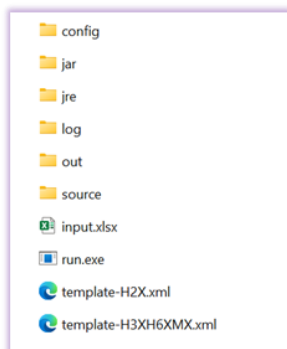 config
jar
jre
log
out
source
input.xlsx
run.exe
template-H2X.xml
template-H3XH6XMX.xml